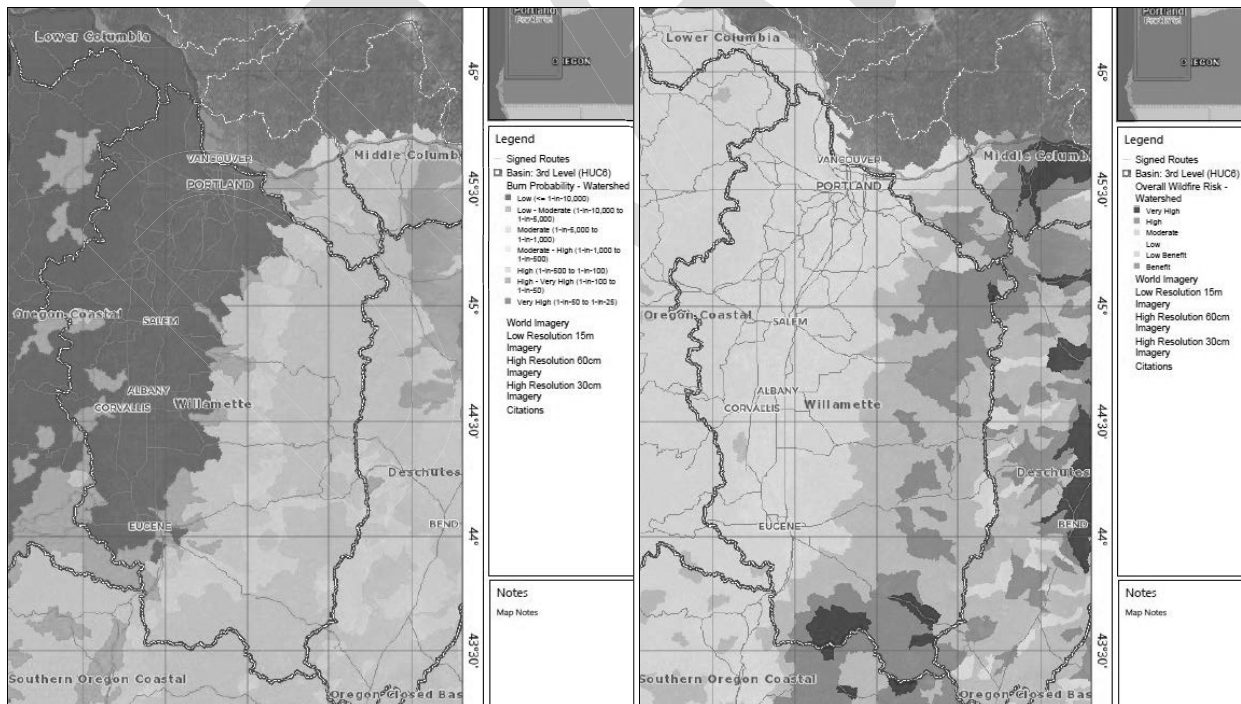 Portland
OREGON
Lower Columbia
VANCOUVER
PORTLAND
Middle Columb
Oregon Coastal
SALEM
ALBANY
CORVALLIS
Willamette
Deschutes
EUGENE
BEND
Southern Oregon Coastal
Oregon Closed Bas
46°
45°30'
45°
44°30'
44°
43°30'
Legend
Signed Routes
Basin: 3rd Level (HUC6)
Burn Probability - Watershed
Low (<= 1-in-10,000)
Low - Moderate (1-in-10,000 to
1-in-5,000)
Moderate (1-in-5,000 to
1-in-1,000)
Moderate - High (1-in-1,000 to
1-in-500)
High (1-in-500 to 1-in-100)
High - Very High (1-in-100 to
1-in-50)
Very High (1-in-50 to 1-in-25)
World Imagery
Low Resolution 15m
Imagery
High Resolution 60cm
Imagery
High Resolution 30cm
Imagery
Citations
Notes
Map Notes
Portland
OREGON
Lower Columbia
VANCOUVER
PORTLAND
Middle Columb
Oregon Coastal
SALEM
ALBANY
CORVALLIS
Willamette
Deschutes
EUGENE
BEND
Southern Oregon Coastal
Oregon Closed Bas
46°
45°30'
45°
44°30'
44°
43°30'
Legend
Signed Routes
Basin: 3rd Level (HUC6)
Overall Wildfire Risk -
Watershed
Very High
High
Moderate
Low
Low Benefit
Benefit
World Imagery
Low Resolution 15m
Imagery
High Resolution 60cm
Imagery
High Resolution 30cm
Imagery
Citations
Notes
Map Notes